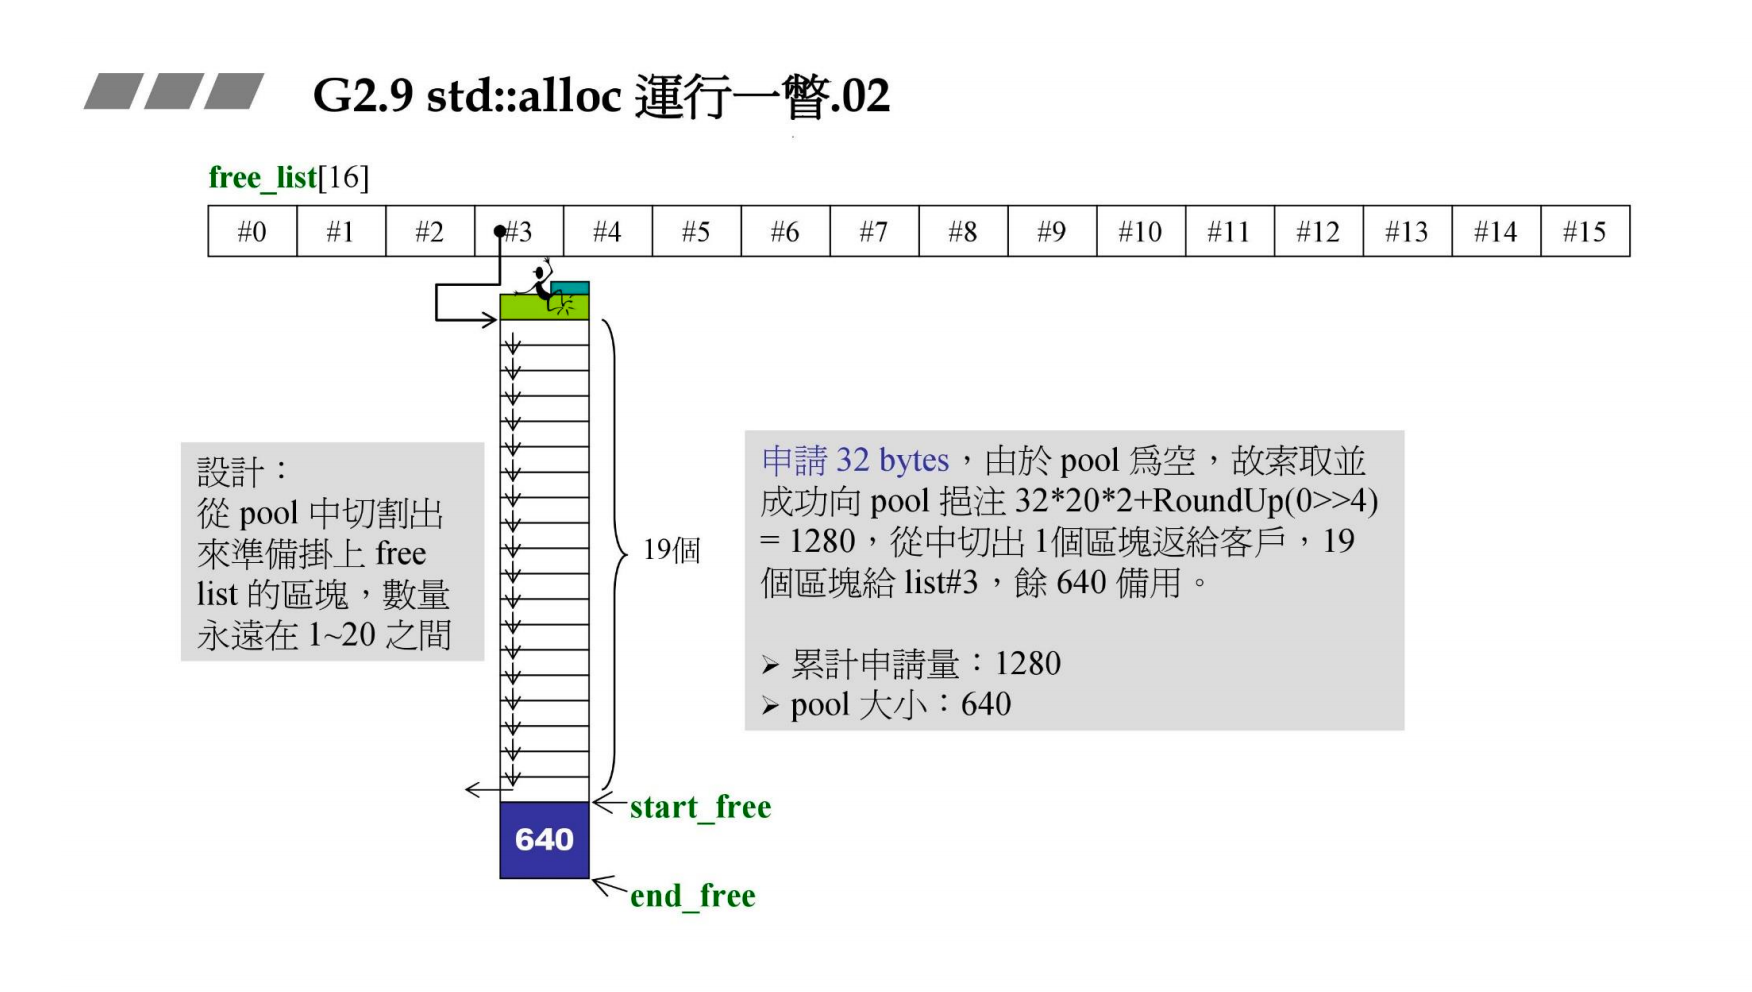 G2.9 std::alloc 運行一瞥.02
free_list[16]
#0 #1 #2 #3 #4 #5 #6 #7 #8 #9 #10 #11 #12 #13 #14 #15
設計：
從 pool 中切割出
來準備掛上 free
list 的區塊，數量
永遠在 1~20 之間
19個
申請 32 bytes，由於 pool 爲空，故索取並
成功向 pool 挹注 32*20*2+RoundUp(0>>4)
= 1280，從中切出 1個區塊返給客戶，19
個區塊給 list#3，餘 640 備用。
➢ 累計申請量：1280
➢ pool 大小：640
start_free
640
end_free